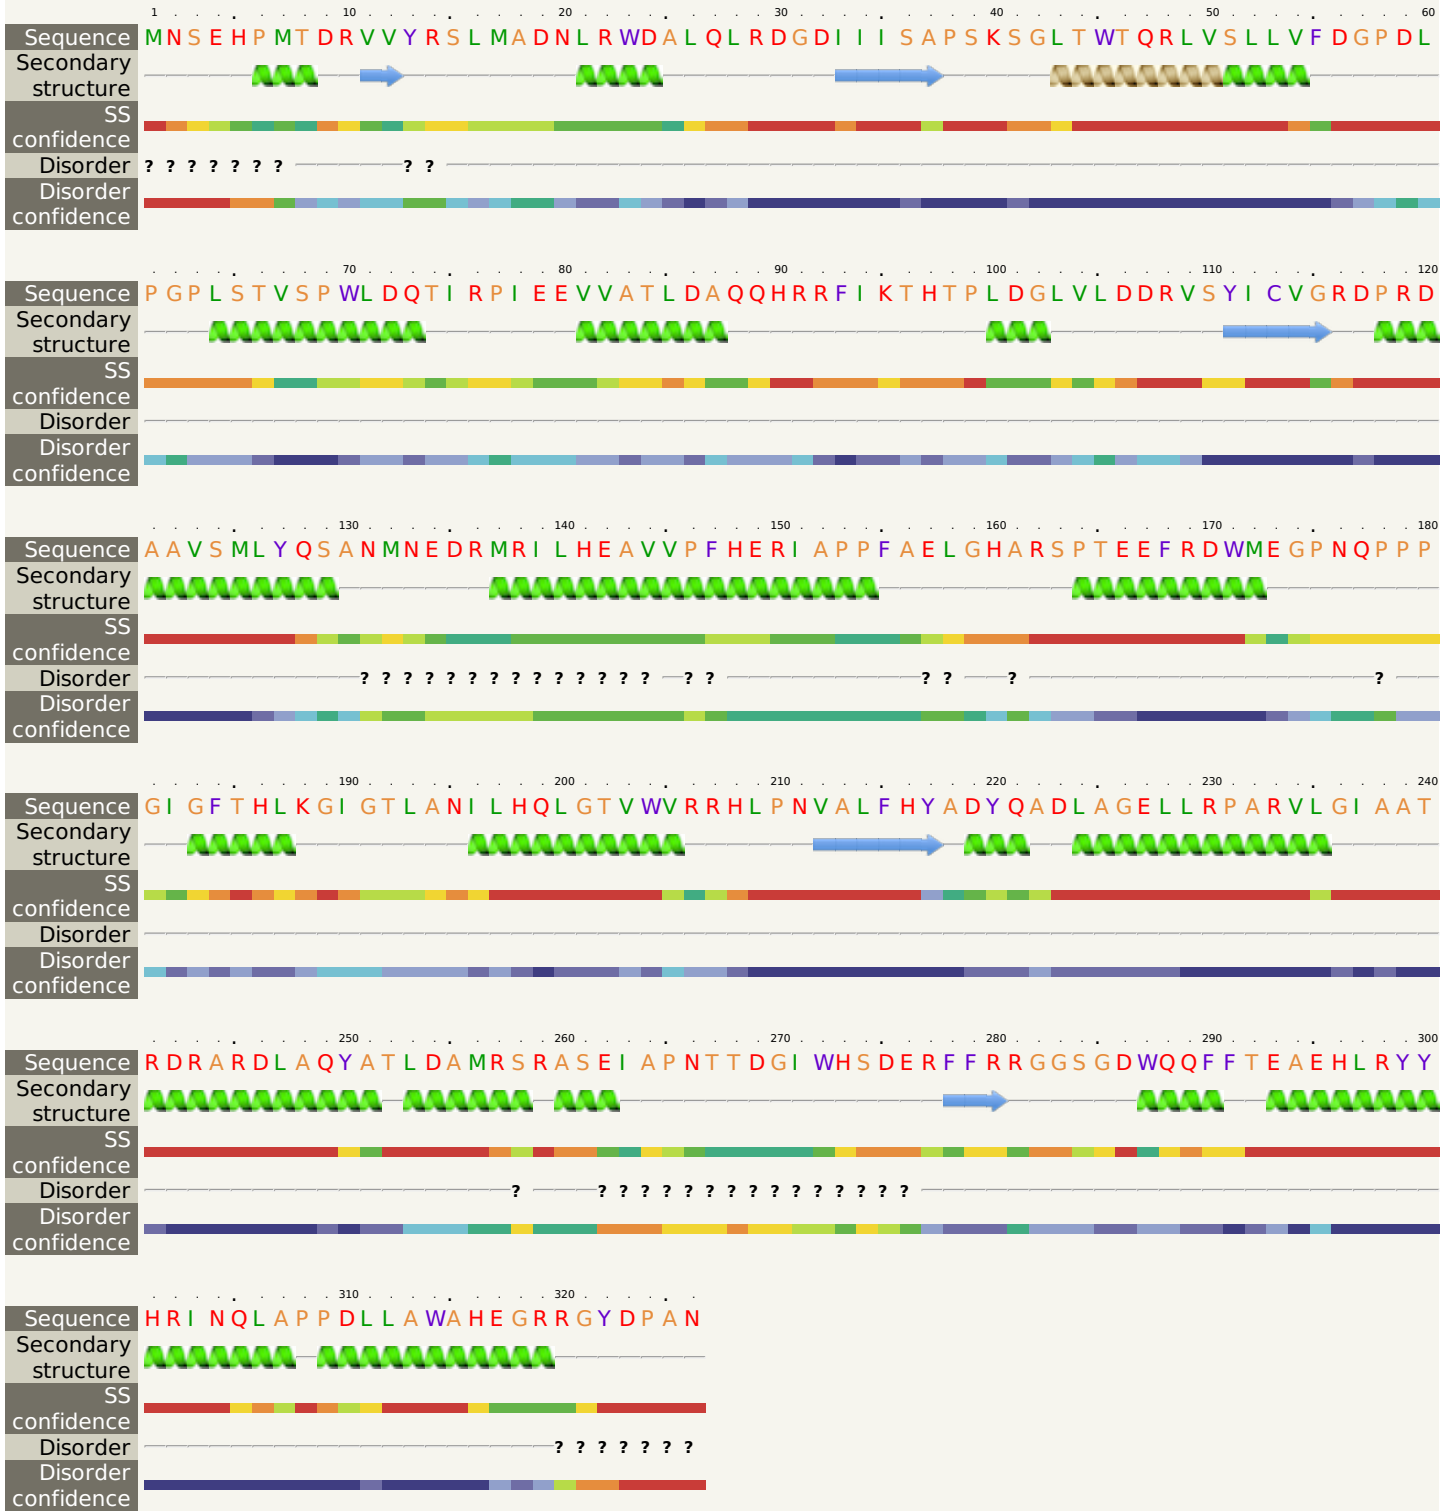 1 10 20 30 40 50 60
Sequence MNSEHPMTDRVVYRSLMADNLRWDALQLRDGDIIISAPSKSGLTWTQRLVSLLVFDGPDL
Secondary
structure
SS
confidence
Disorder ? ? ? ? ? ? ? ? ?
Disorder
confidence
70 80 90 100 110 120
Sequence PGPLSTVSPWLDQTIRPIEEVVATLDAQQHRRFIKTHTPLDGLVLDDRVSYICVGRDPRD
Secondary
structure
SS
confidence
Disorder
Disorder
confidence
130 140 150 160 170 180
Sequence AAVSMLYQSANMNEDRMRILHEAVVPFHERIAPPFAELGHARSPTEEFRDWMEGPNQPPP
Secondary
structure
SS
confidence
Disorder ? ? ? ? ? ? ? ? ? ? ? ? ? ? ? ? ? ? ? ?
Disorder
confidence
190 200 210 220 230 240
Sequence GIGFTHLKGIGTLANILHQLGTVWVRRHLPNVALFHYADYQADLAGELLRPARVLGIAAT
Secondary
structure
SS
confidence
Disorder
Disorder
confidence
250 260 270 280 290 300
Sequence RDRARDLAQYATLDAMRSRASEIAPNTTDGIWHSDERFFRRGGSGDWQQFFTEAEHLRYY
Secondary
structure
SS
confidence
Disorder ? ? ? ? ? ? ? ? ? ? ? ? ? ? ? ?
Disorder
confidence
310 320
Sequence HRINQLAPPDLLAWAHEGRRGYDPAN
Secondary
structure
SS
confidence
Disorder ? ? ? ? ? ? ?
Disorder
confidence